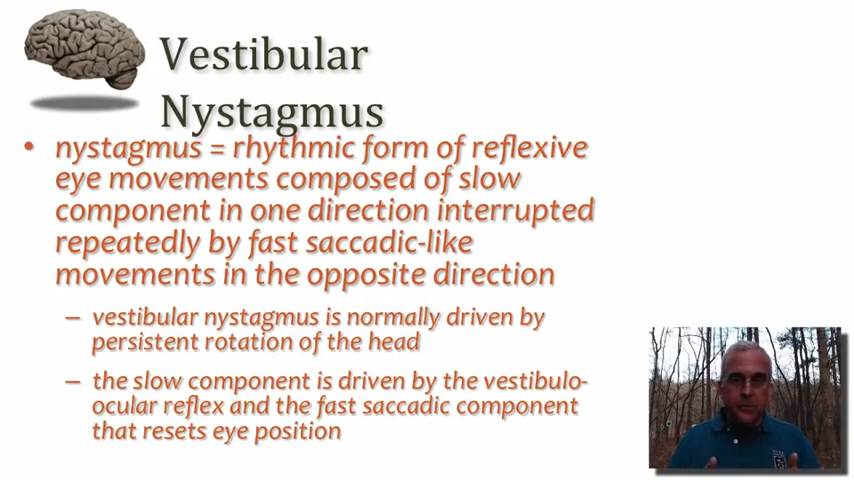 Vestibular
Nystagmus
• nystagmus = rhythmic form of reflexive
eye movements composed of slow
component in one direction interrupted
repeatedly by fast saccadic-like
movements in the opposite direction
– vestibular nystagmus is normally driven by
persistent rotation of the head
– the slow component is driven by the vestibulo-
ocular reflex and the fast saccadic component
that resets eye position